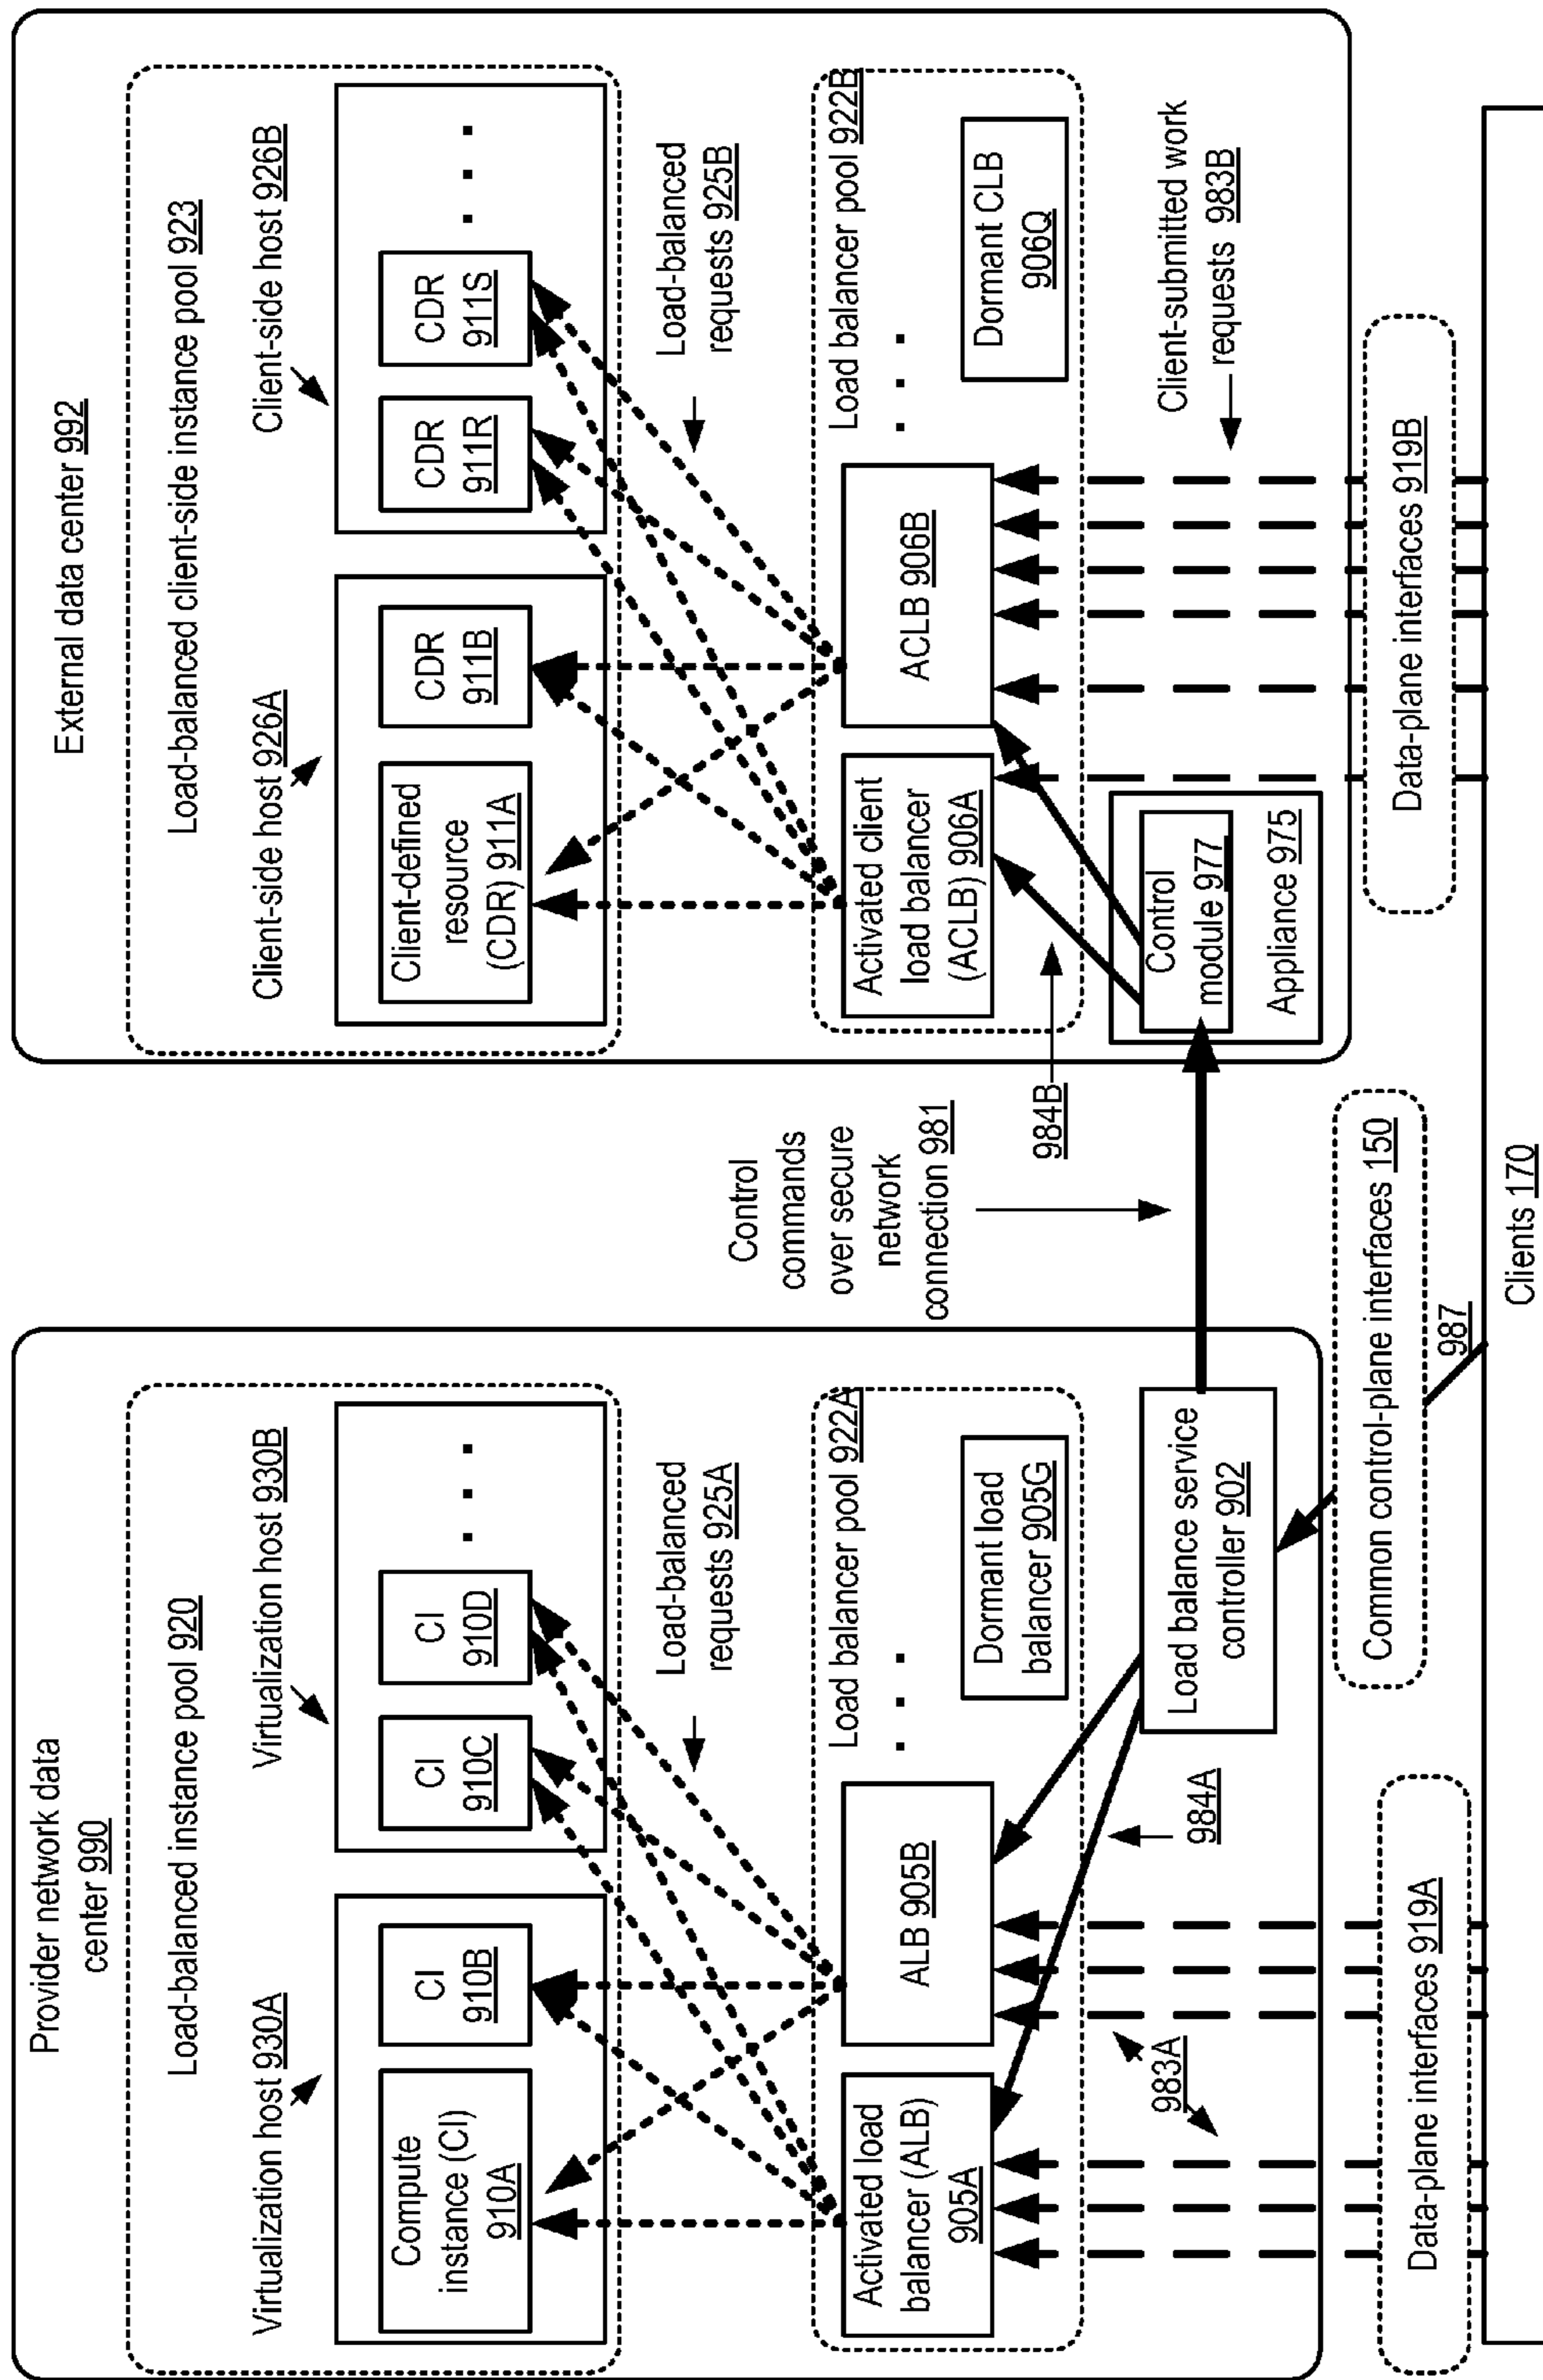 Provider network data
center 990
Load-balanced instance pool 920
Virtualization host 930A
Virtualization host 930B
Compute
instance (CI)
910A
CI
910B
CI
910C
CI
910D
. . .
Load-balanced
requests 925A
Load balancer pool 922A
Activated load
balancer (ALB)
905A
ALB 905B
. . .
Dormant load
balancer 905G
983A
984A
Load balance service
controller 902
Data-plane interfaces 919A
Control
commands
over secure
network
connection 981
984B
Common control-plane interfaces 150
987
External data center 992
Load-balanced client-side instance pool 923
Client-side host 926A
Client-side host 926B
Client-defined
resource
(CDR) 911A
CDR
911B
CDR
911R
CDR
911S
. . .
Load-balanced
requests 925B
Load balancer pool 922B
Activated client
load balancer
(ACLB) 906A
ACLB 906B
. . .
Dormant CLB
906Q
Control
module 977
Appliance 975
Client-submitted work
requests 983B
Data-plane interfaces 919B
Clients 170